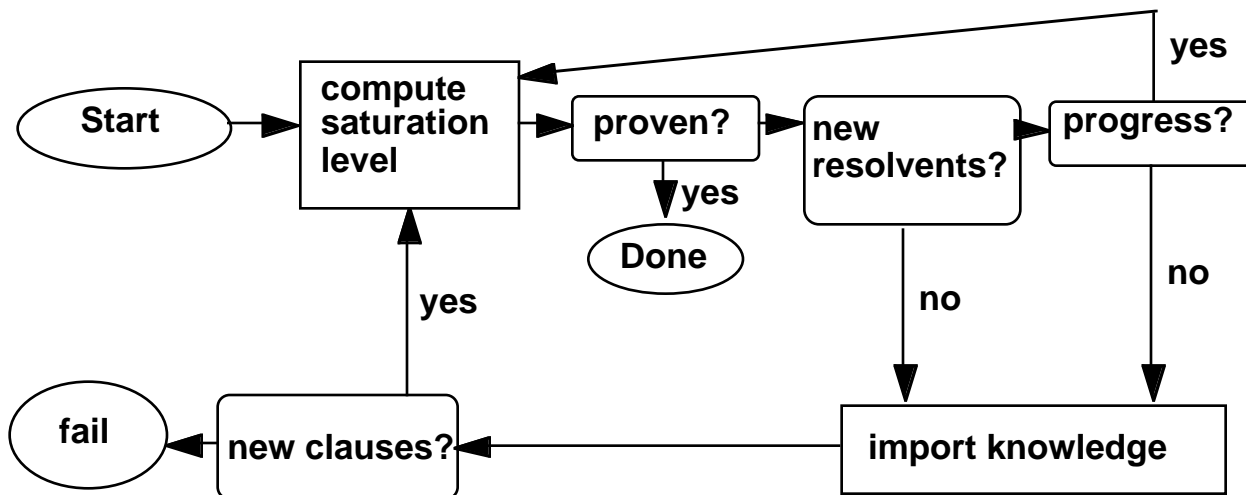 yes
Start
compute
saturation
level
proven?
new
resolvents?
progress?
yes
Done
no
no
yes
fail
new clauses?
import knowledge